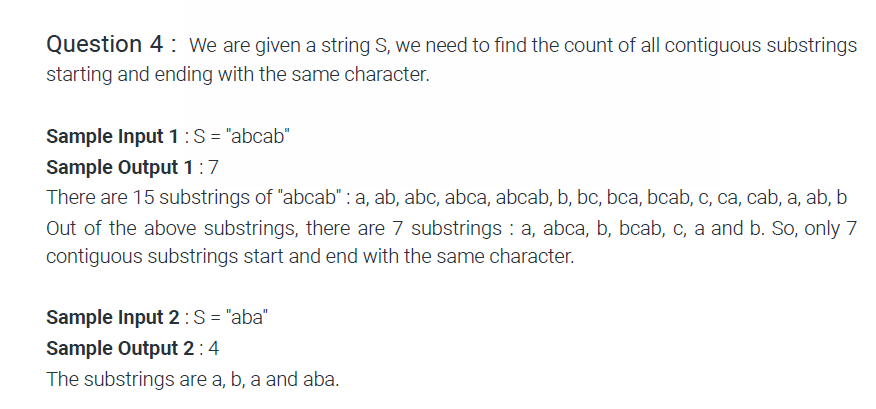 Question 4 : We are given a string S, we need to find the count of all contiguous substrings
starting and ending with the same character.
Sample Input 1 : S = "abcab"
Sample Output 1 : 7
There are 15 substrings of "abcab" : a, ab, abc, abca, abcab, b, bc, bca, bcab, c, ca, cab, a, ab, b
Out of the above substrings, there are 7 substrings : a, abca, b, bcab, c, a and b. So, only 7
contiguous substrings start and end with the same character.
Sample Input 2 : S = "aba"
Sample Output 2 : 4
The substrings are a, b, a and aba.